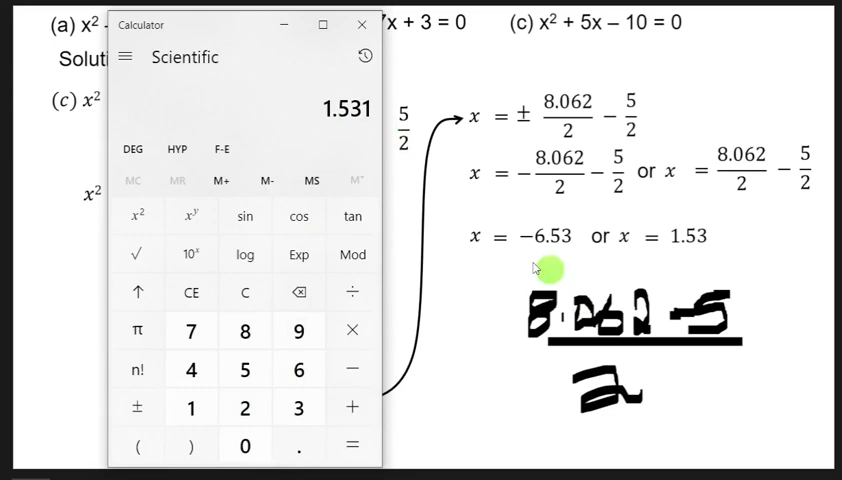 (a) x² - 7x + 3 = 0 (c) x² + 5x – 10 = 0
Calculator
Soluti
Scientific
(c) x²
1.531
5/2
x = ± 8.062/2 − 5/2
DEG HYP F-E
x = − 8.062/2 − 5/2 or x = 8.062/2 − 5/2
MC MR M+ M- MS M˅
x²
x² xʸ sin cos tan
x = −6.53 or x = 1.53
√ 10ˣ log Exp Mod
↑ CE C ⌫ ÷
8.062 - 5
π 7 8 9 ×
2
n! 4 5 6 −
± 1 2 3 +
( ) 0 . =